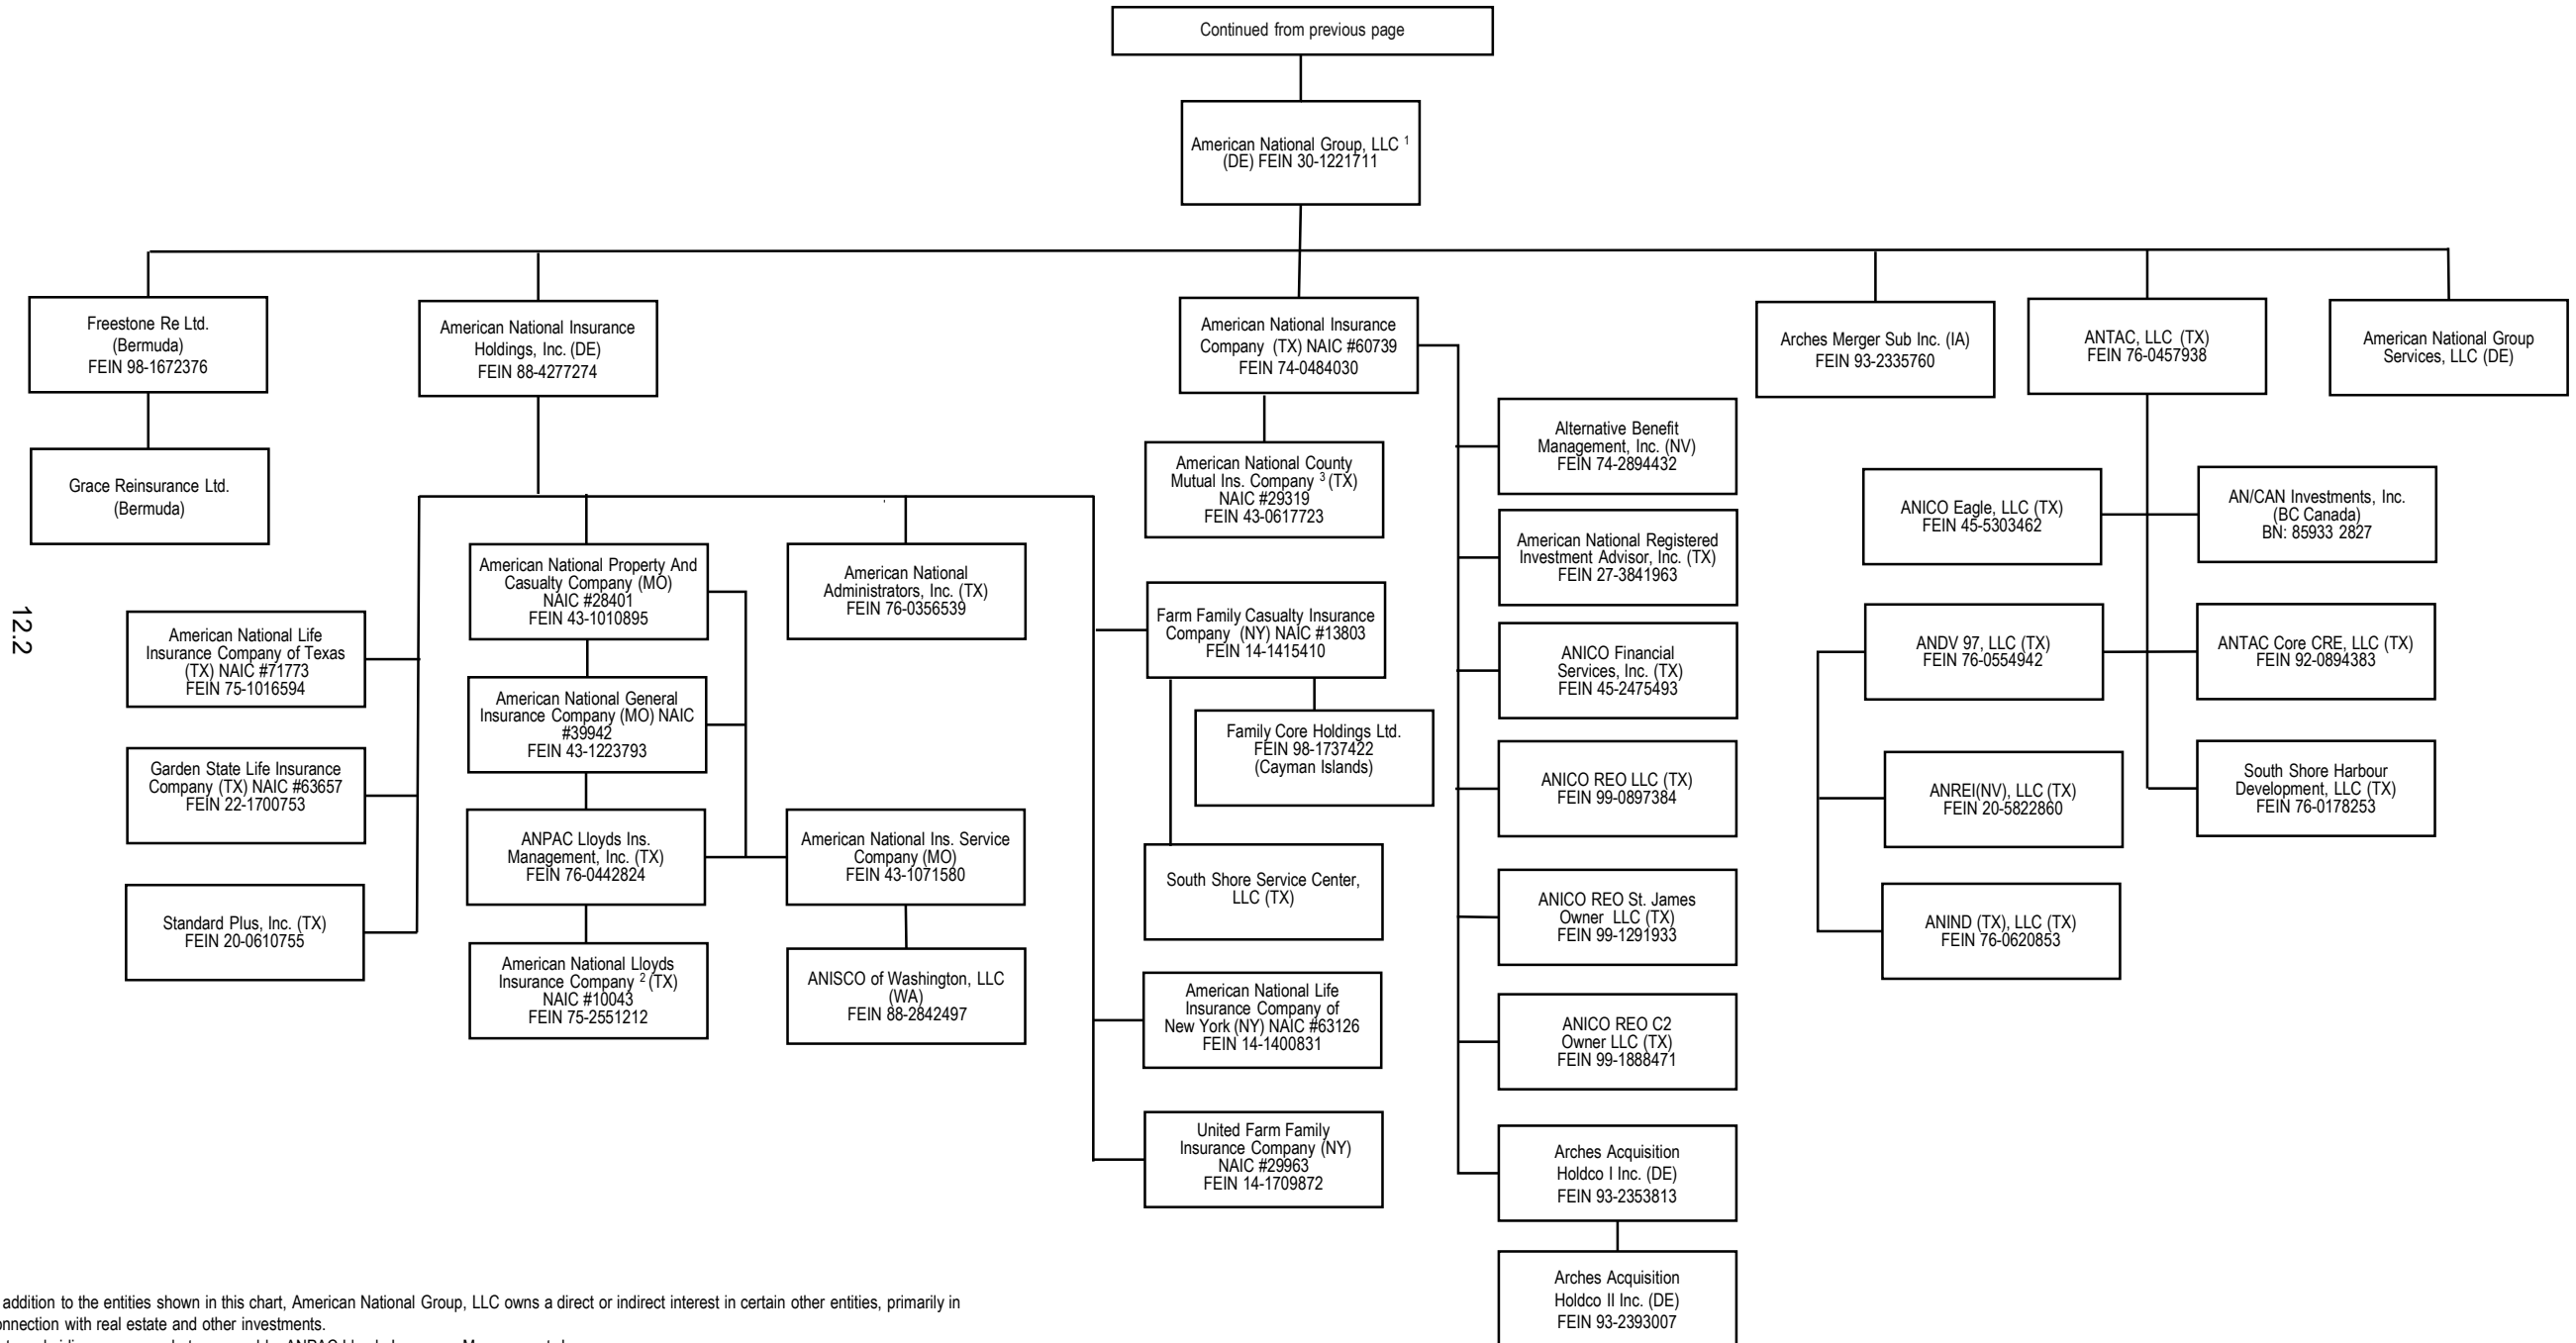 Continued from previous page
American National Group, LLC 1
(DE) FEIN 30-1221711
Freestone Re Ltd.
(Bermuda)
FEIN 98-1672376
American National Insurance
Holdings, Inc. (DE)
FEIN 88-4277274
American National Insurance
Company (TX) NAIC #60739
FEIN 74-0484030
Arches Merger Sub Inc. (IA)
FEIN 93-2335760
ANTAC, LLC (TX)
FEIN 76-0457938
American National Group
Services, LLC (DE)
Grace Reinsurance Ltd.
(Bermuda)
American National County
Mutual Ins. Company 3 (TX)
NAIC #29319
FEIN 43-0617723
Alternative Benefit
Management, Inc. (NV)
FEIN 74-2894432
ANICO Eagle, LLC (TX)
FEIN 45-5303462
AN/CAN Investments, Inc.
(BC Canada)
BN: 85933 2827
American National Registered
Investment Advisor, Inc. (TX)
FEIN 27-3841963
American National Property And
Casualty Company (MO)
NAIC #28401
FEIN 43-1010895
American National
Administrators, Inc. (TX)
FEIN 76-0356539
12.2
American National Life
Insurance Company of Texas
(TX) NAIC #71773
FEIN 75-1016594
Farm Family Casualty Insurance
Company (NY) NAIC #13803
FEIN 14-1415410
ANICO Financial
Services, Inc. (TX)
FEIN 45-2475493
ANDV 97, LLC (TX)
FEIN 76-0554942
ANTAC Core CRE, LLC (TX)
FEIN 92-0894383
American National General
Insurance Company (MO) NAIC
#39942
FEIN 43-1223793
Family Core Holdings Ltd.
FEIN 98-1737422
(Cayman Islands)
Garden State Life Insurance
Company (TX) NAIC #63657
FEIN 22-1700753
ANICO REO LLC (TX)
FEIN 99-0897384
ANREI(NV), LLC (TX)
FEIN 20-5822860
South Shore Harbour
Development, LLC (TX)
FEIN 76-0178253
ANPAC Lloyds Ins.
Management, Inc. (TX)
FEIN 76-0442824
American National Ins. Service
Company (MO)
FEIN 43-1071580
South Shore Service Center,
LLC (TX)
ANICO REO St. James
Owner LLC (TX)
FEIN 99-1291933
Standard Plus, Inc. (TX)
FEIN 20-0610755
ANIND (TX), LLC (TX)
FEIN 76-0620853
American National Lloyds
Insurance Company 2 (TX)
NAIC #10043
FEIN 75-2551212
ANISCO of Washington, LLC
(WA)
FEIN 88-2842497
American National Life
Insurance Company of
New York (NY) NAIC #63126
FEIN 14-1400831
ANICO REO C2
Owner LLC (TX)
FEIN 99-1888471
United Farm Family
Insurance Company (NY)
NAIC #29963
FEIN 14-1709872
Arches Acquisition
Holdco I Inc. (DE)
FEIN 93-2353813
Arches Acquisition
Holdco II Inc. (DE)
FEIN 93-2393007
addition to the entities shown in this chart, American National Group, LLC owns a direct or indirect interest in certain other entities, primarily in
onnection with real estate and other investments.